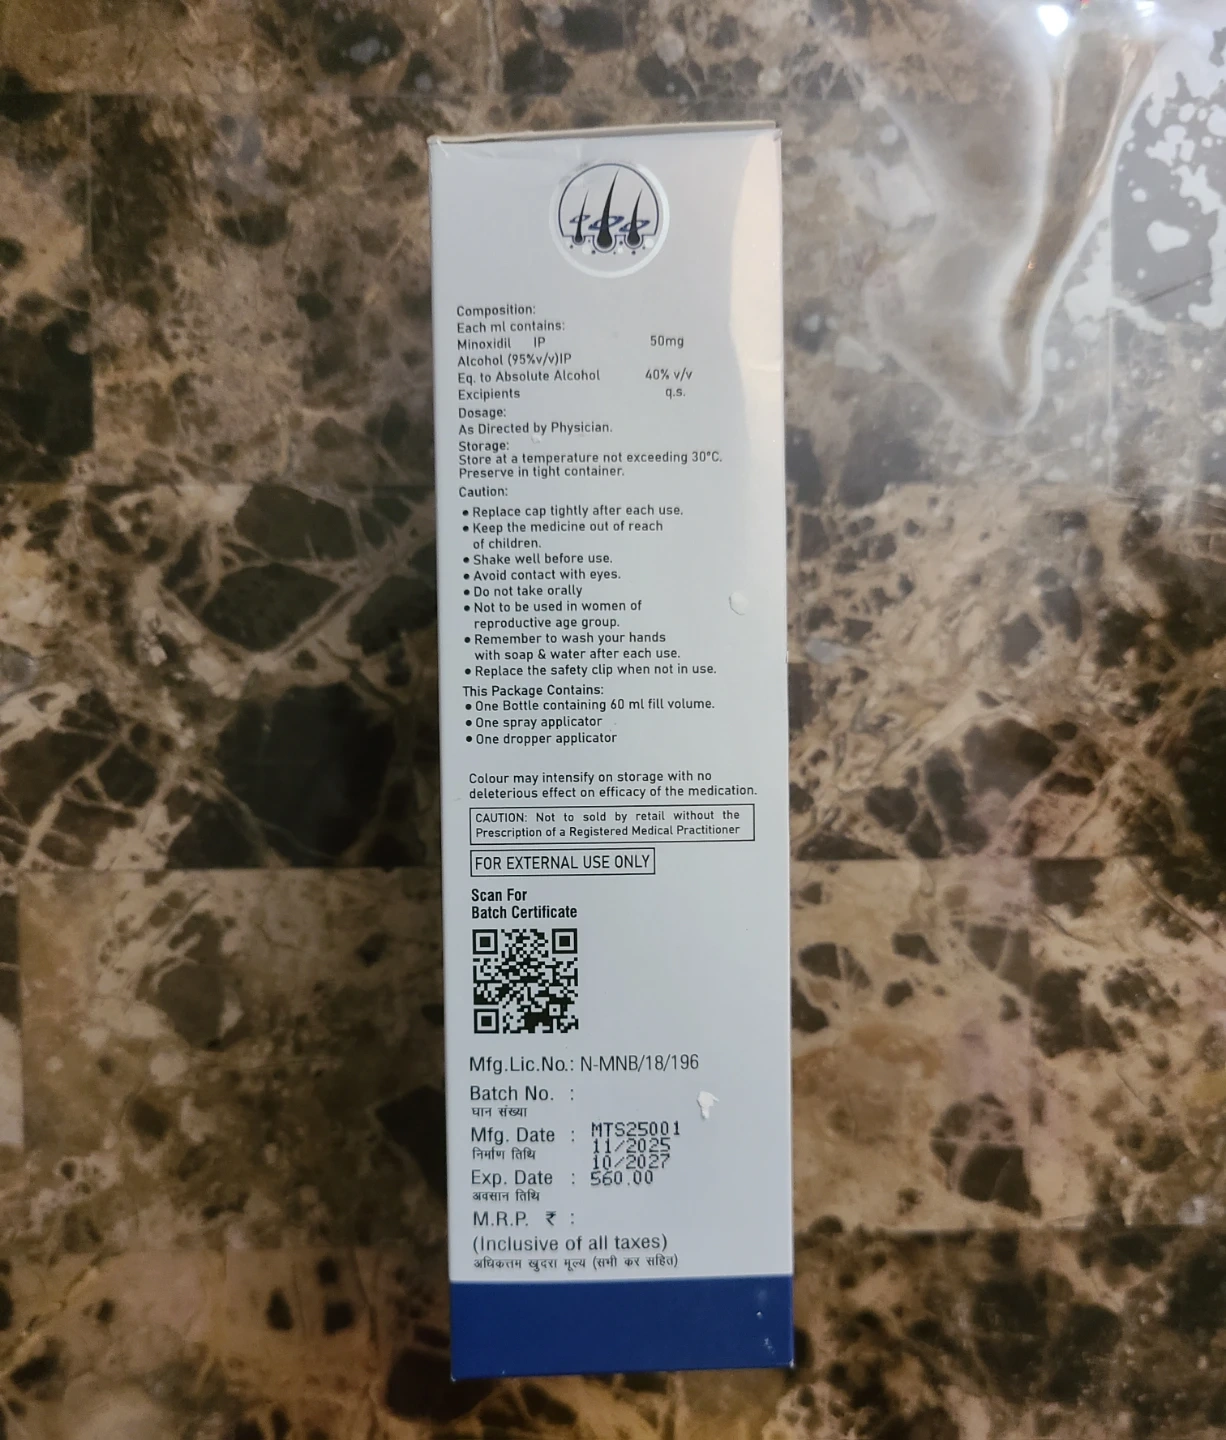 Composition:
Each ml contains:
Minoxidil IP 50mg
Alcohol (95%v/v)IP
Eq. to Absolute Alcohol 40% v/v
Excipients q.s.
Dosage:
As Directed by Physician.
Storage:
Store at a temperature not exceeding 30°C.
Preserve in tight container.
Caution:
• Replace cap tightly after each use.
• Keep the medicine out of reach
of children.
• Shake well before use.
• Avoid contact with eyes.
• Do not take orally
• Not to be used in women of
reproductive age group.
• Remember to wash your hands
with soap & water after each use.
• Replace the safety clip when not in use.
This Package Contains:
• One Bottle containing 60 ml fill volume.
• One spray applicator
• One dropper applicator
Colour may intensify on storage with no
deleterious effect on efficacy of the medication.
CAUTION: Not to sold by retail without the
Prescription of a Registered Medical Practitioner
FOR EXTERNAL USE ONLY
Scan For
Batch Certificate
Mfg.Lic.No.: N-MNB/18/196
Batch No. :
घान संख्या
Mfg. Date : MTS25001
निर्माण तिथि 11/2025
10/2027
Exp. Date : 560.00
अवसान तिथि
M.R.P. ₹ :
(Inclusive of all taxes)
अधिकतम खुदरा मूल्य (सभी कर सहित)